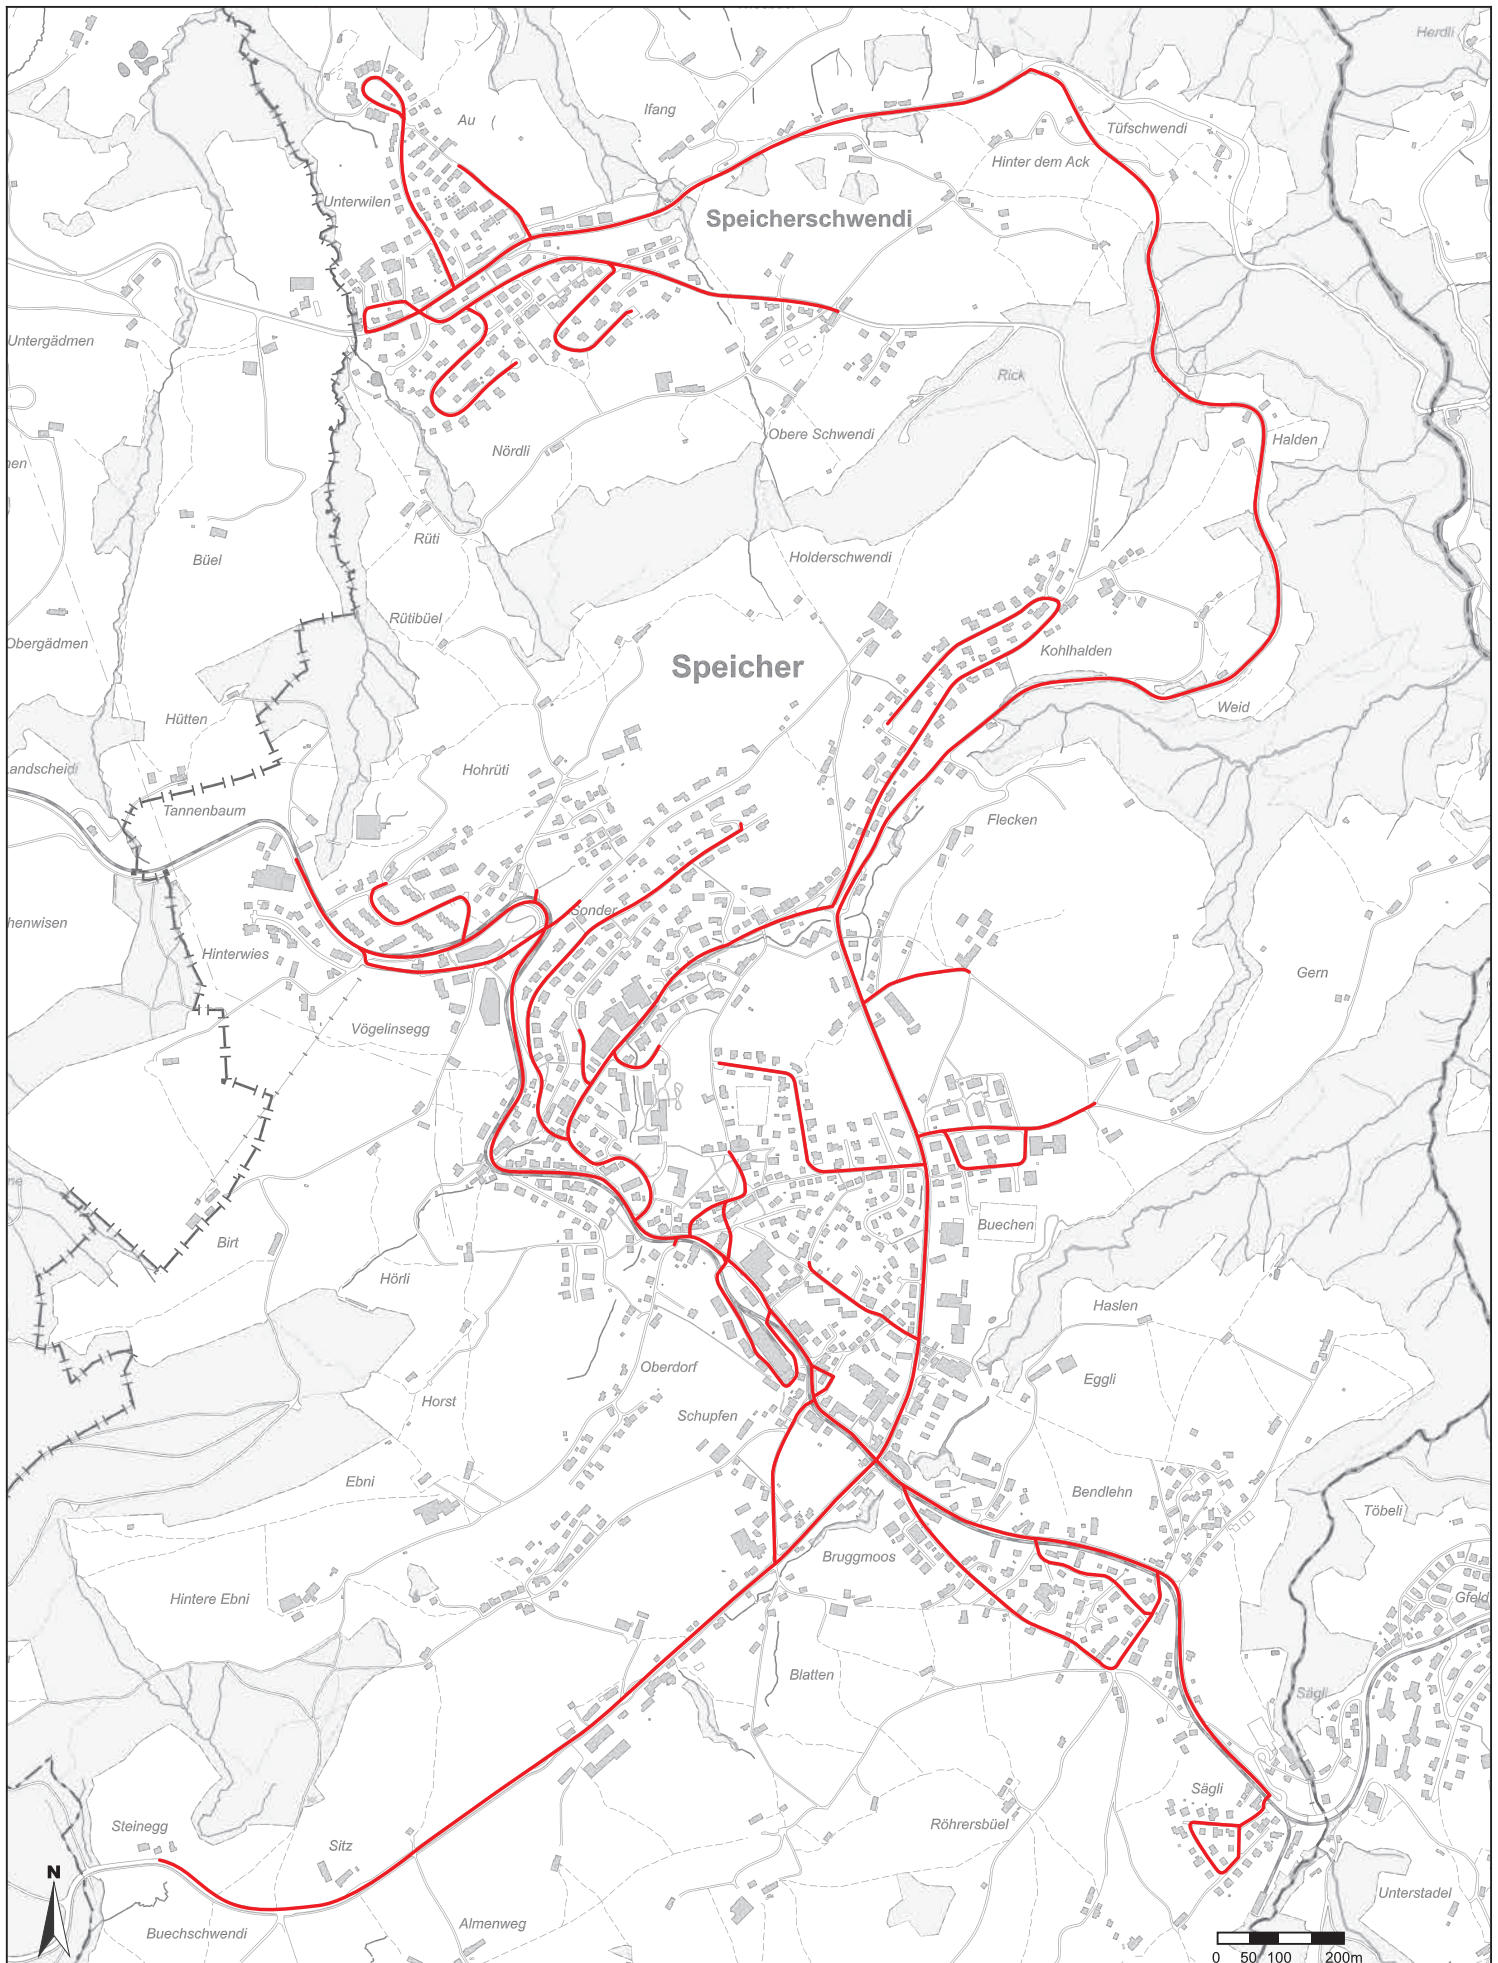 Herdli
Ifang
Au
Tüfschwendi
Hinter dem Ack
Unterwilen
Speicherschwendi
Untergädmen
Rick
Obere Schwendi
Halden
Nördli
Rüti
Büel
Holderschwendi
Rütibüel
Obergädmen
Kohlhalden
Speicher
Weid
Hütten
Hohrüti
andscheidi
Tannenbaum
Flecken
Sonder
henwisen
Hinterwies
Gern
Vögelinsegg
Buechen
Birt
Hörli
Haslen
Oberdorf
Eggli
Horst
Schupfen
Ebni
Bendlehn
Töbeli
Bruggmoos
Hintere Ebni
Gfeld
Blatten
Sägli
Sägli
Steinegg
Röhrersbüel
Sitz
N
Unterstadel
Almenweg
Buechschwendi
0 50 100 200m